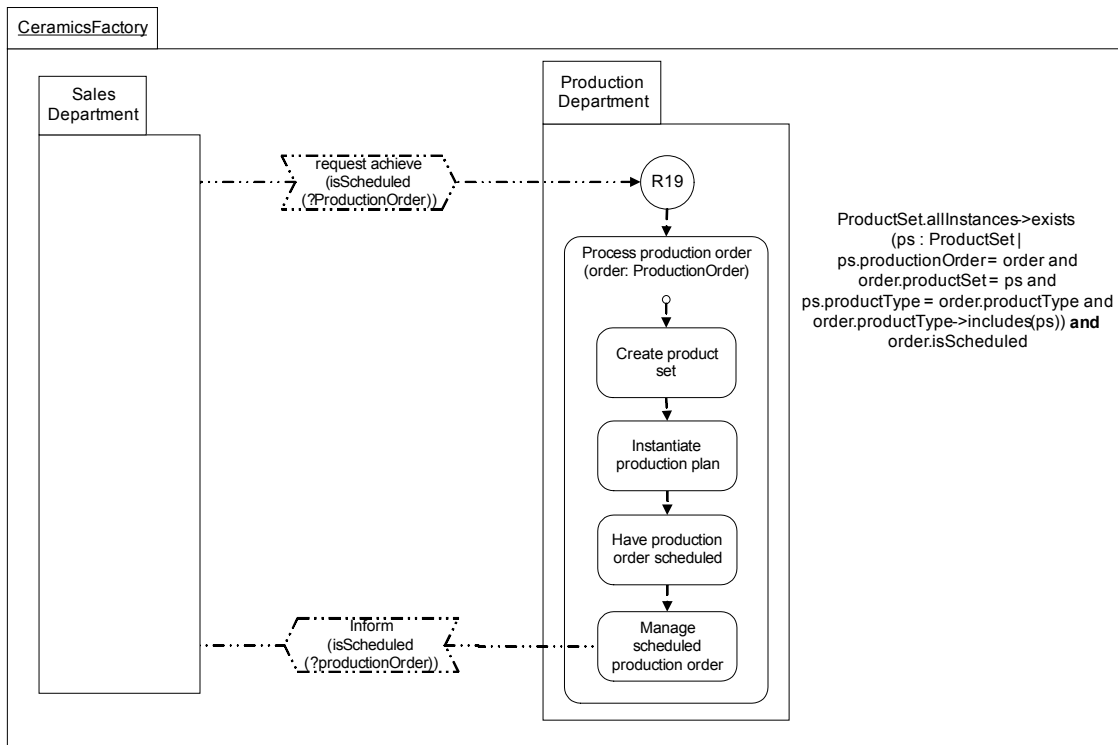 CeramicsFactory
Sales
Department
Production
Department
request achieve
(isScheduled
(?ProductionOrder))
R19
Process production order
(order: ProductionOrder)
Create product
set
Instantiate
production plan
Have production
order scheduled
Manage
scheduled
production order
Inform
(isScheduled
(?productionOrder))
ProductSet.allInstances->exists
(ps : ProductSet |
ps.productionOrder = order and
order.productSet = ps and
ps.productType = order.productType and
order.productType->includes(ps)) and
order.isScheduled